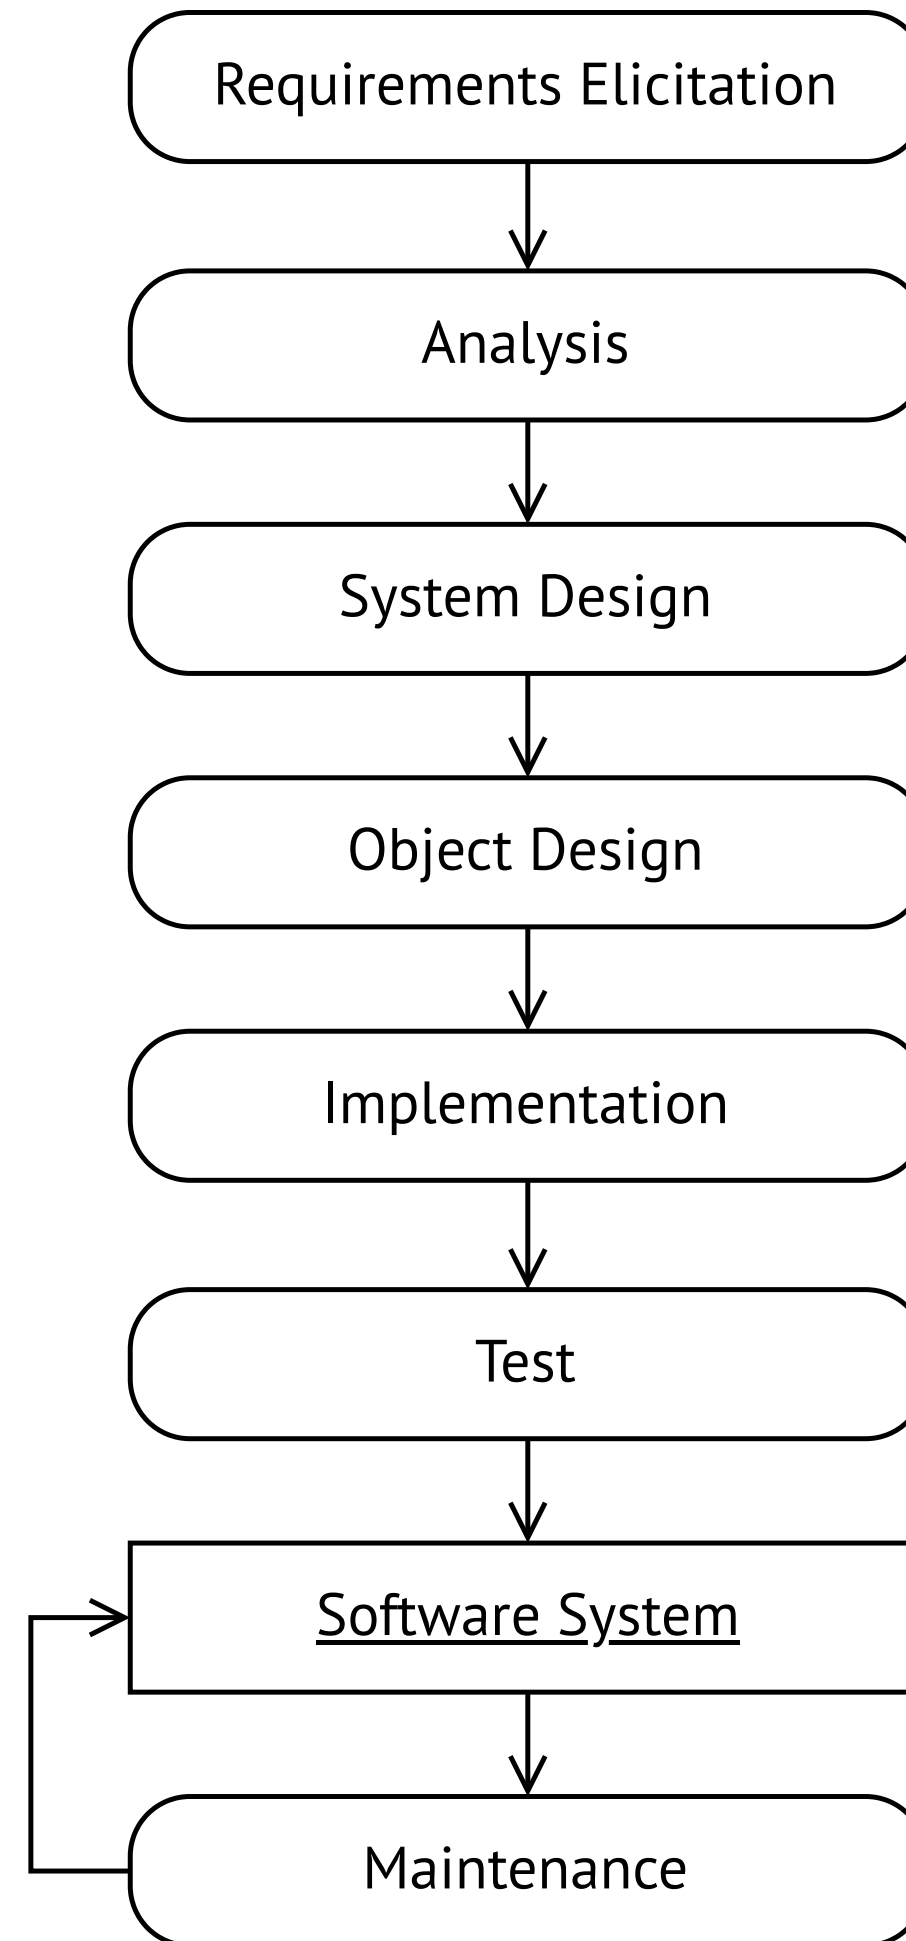 Requirements Elicitation
Analysis
System Design
Object Design
Implementation
Test
Software System
Maintenance